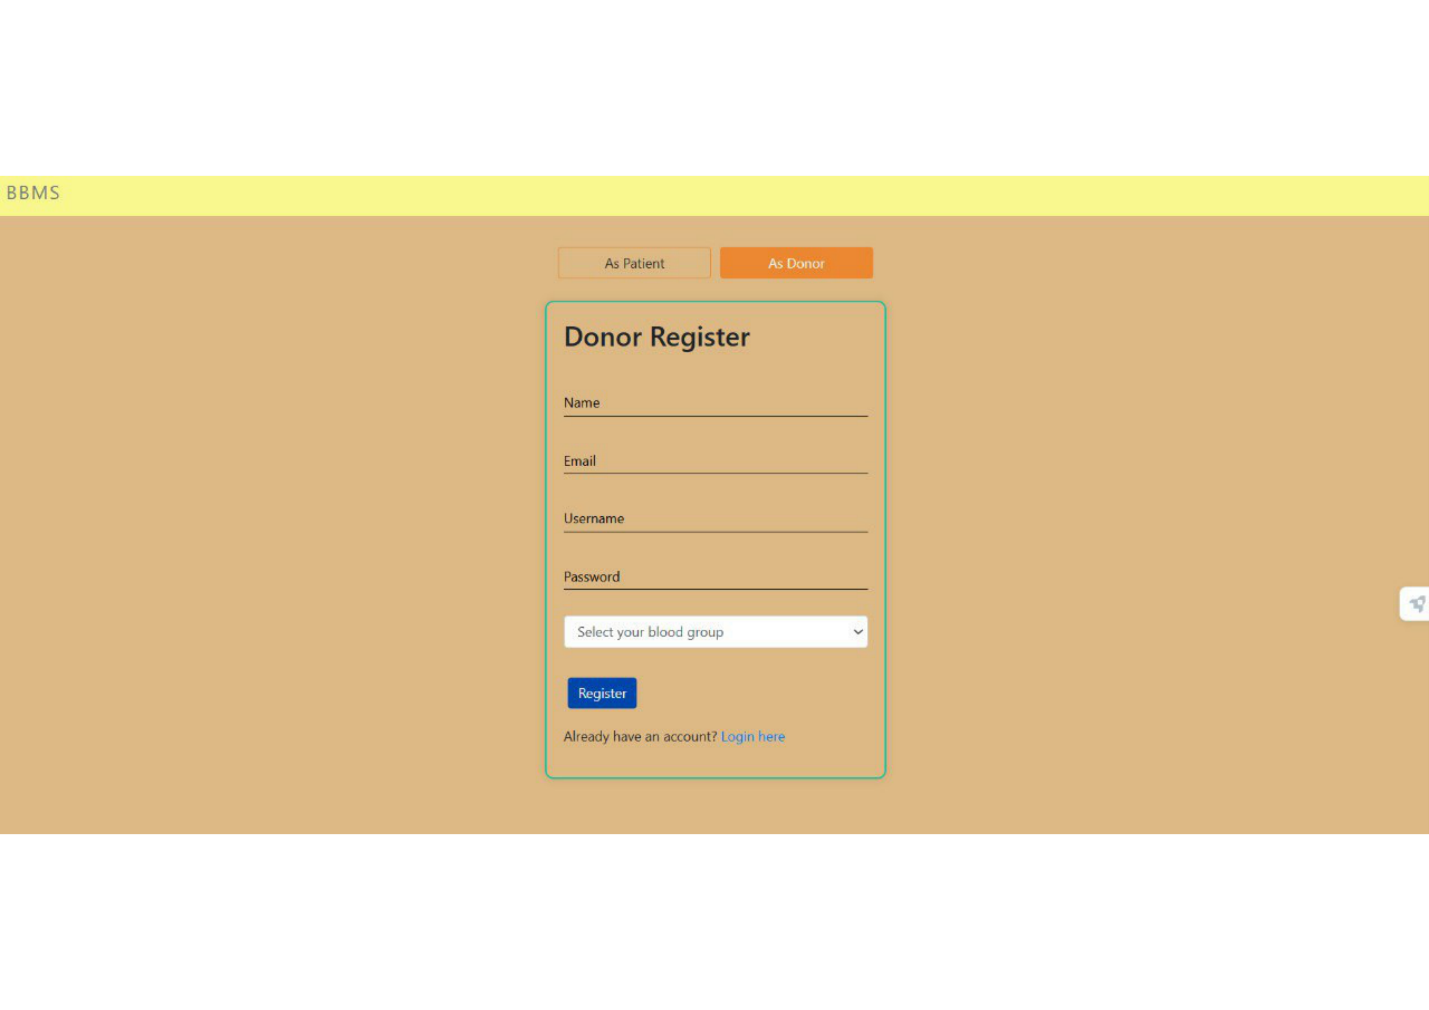 BBMS
As Patient As Donor
Donor Register
Name
Email
Username
Password
Select your blood group
Register
Already have an account? Login here